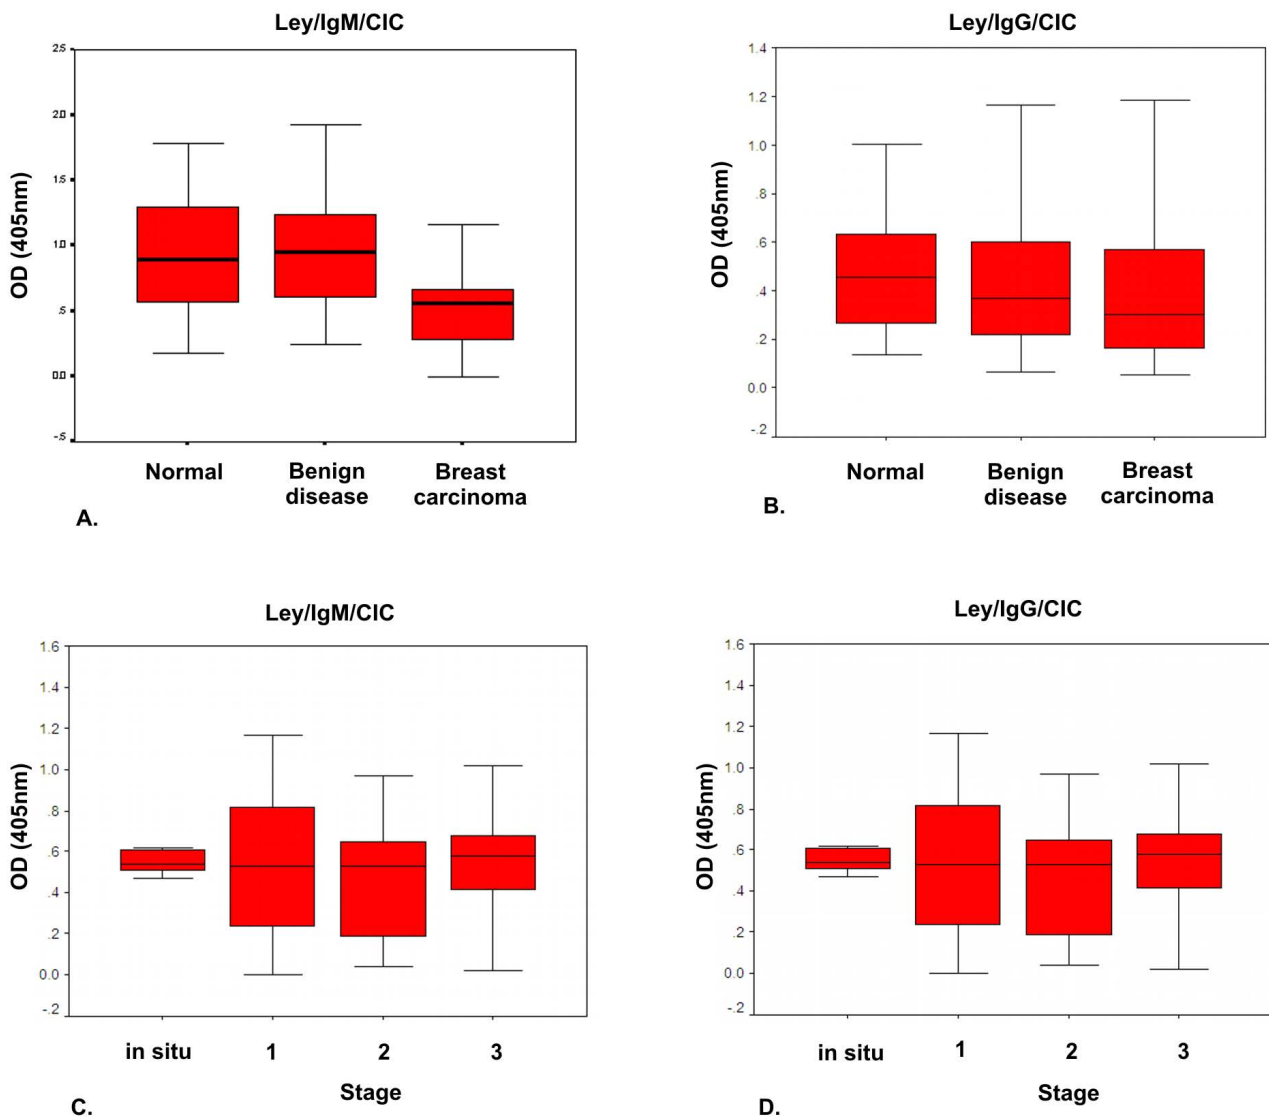 Ley/IgM/CIC
OD (405nm)
2.5
2.0
1.5
1.0
.5
0.0
-.5
Normal
Benign
disease
Breast
carcinoma
A.
Ley/IgG/CIC
OD (405nm)
1.4
1.2
1.0
.8
.6
.4
.2
0.0
-.2
Normal
Benign
disease
Breast
carcinoma
B.
Ley/IgM/CIC
OD (405nm)
1.6
1.4
1.2
1.0
.8
.6
.4
.2
0.0
-.2
in situ
1
2
3
Stage
C.
Ley/IgG/CIC
OD (405nm)
1.6
1.4
1.2
1.0
.8
.6
.4
.2
0.0
-.2
in situ
1
2
3
Stage
D.